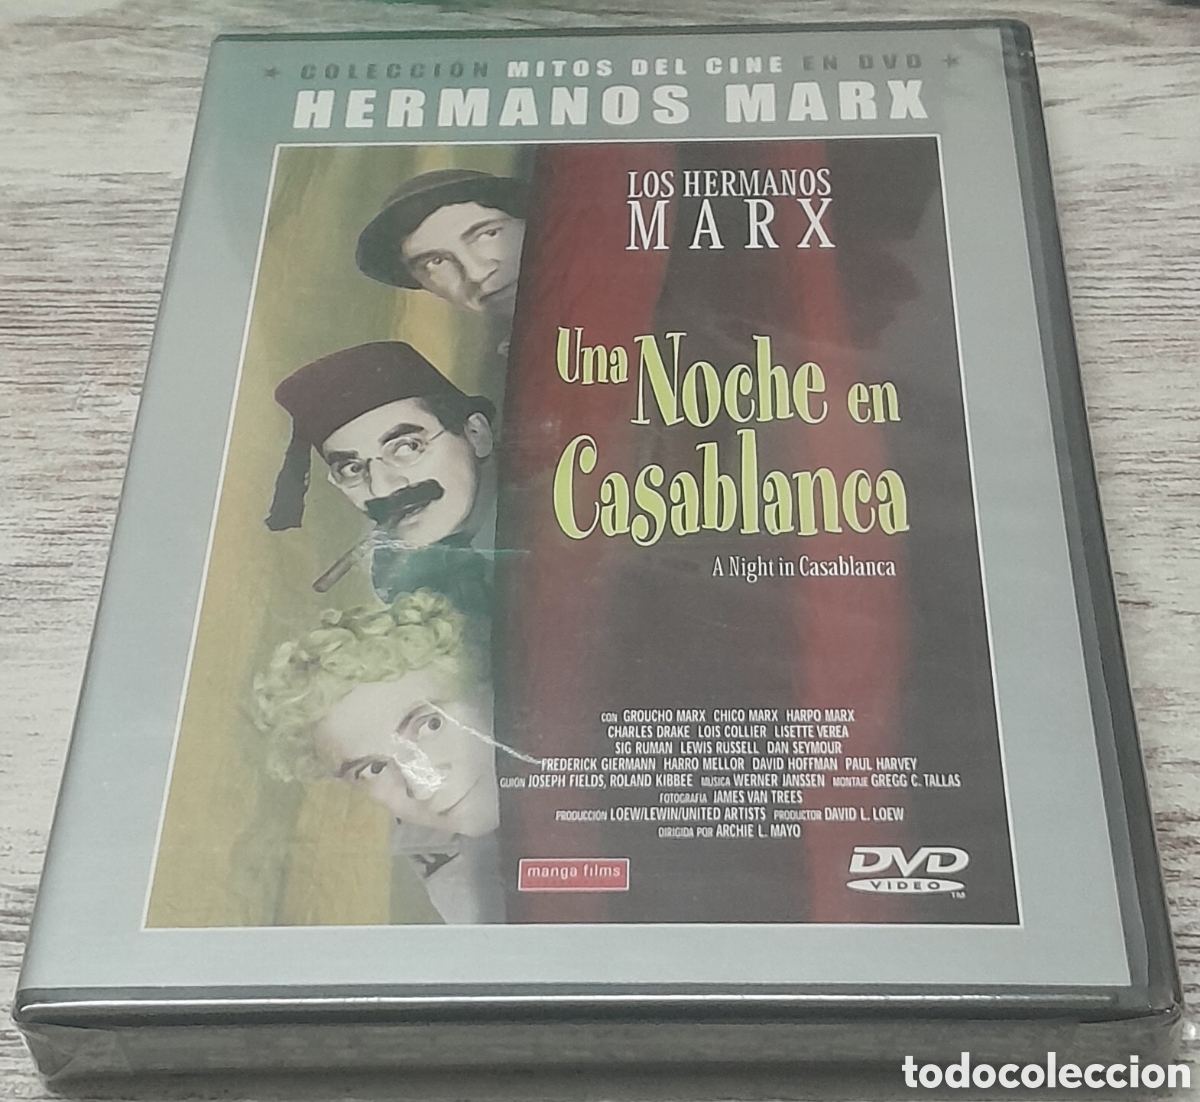 COLECCIÓN MITOS DEL CINE EN DVD
HERMANOS MARX
LOS HERMANOS
MARX
Una Noche en
Casablanca
A Night in Casablanca
CON GROUCHO MARX CHICO MARX HARPO MARX
CHARLES DRAKE LOIS COLLIER LISETTE VEREA
SIG RUMAN LEWIS RUSSELL DAN SEYMOUR
FREDERICK GIERMANN HARRO MELLOR DAVID HOFFMAN PAUL HARVEY
GUIÓN JOSEPH FIELDS, ROLAND KIBBEE MÚSICA WERNER JANSSEN MONTAJE GREGG C. TALLAS
FOTOGRAFÍA JAMES VAN TREES
PRODUCCIÓN LOEW/LEWIN/UNITED ARTISTS PRODUCTOR DAVID L. LOEW
DIRIGIDA POR ARCHIE L. MAYO
manga films
DVD
VIDEO TM
todocoleccion